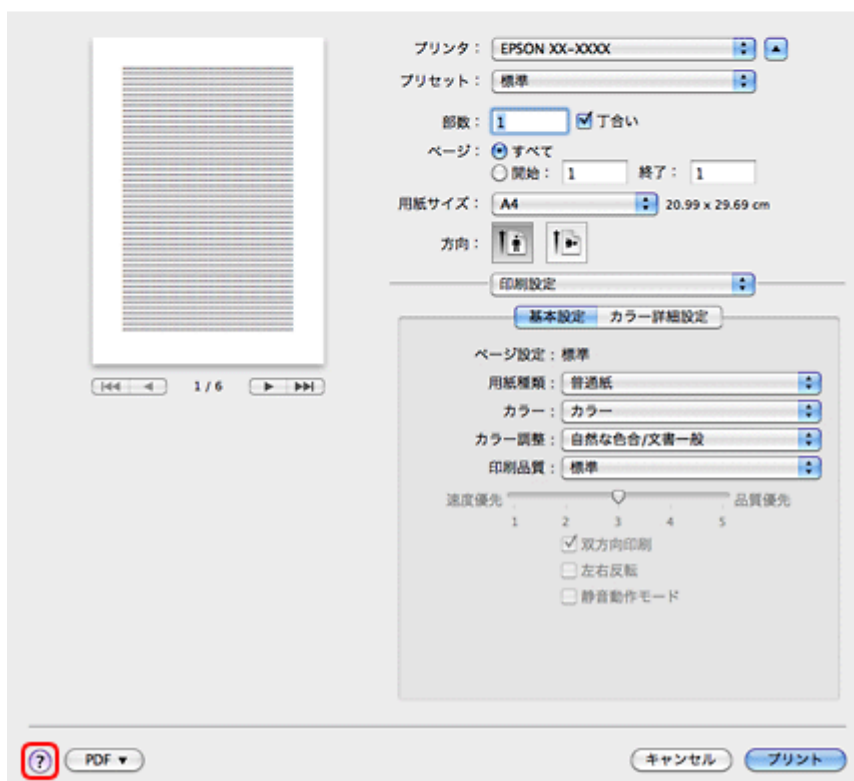 プリンタ： EPSON XX-XXXX
プリセット： 標準
部数： 1 丁合い
ページ： すべて
開始： 1 終了： 1
用紙サイズ： A4 20.99 x 29.69 cm
方向：
印刷設定
基本設定 カラー詳細設定
ページ設定： 標準
用紙種類： 普通紙
カラー： カラー
カラー調整： 自然な色合/文書一般
印刷品質： 標準
速度優先 品質優先
1 2 3 4 5
双方向印刷
左右反転
静音動作モード
1 / 6
? PDF ▼ キャンセル プリント